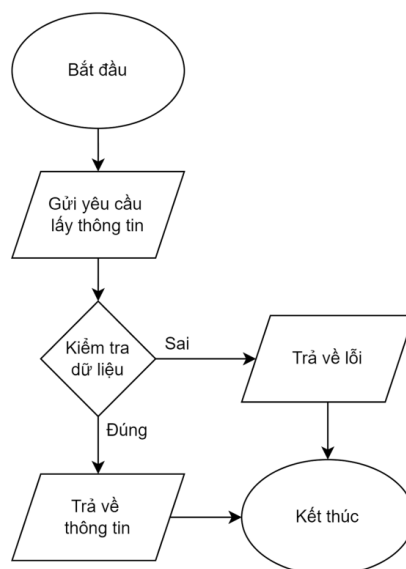 Bắt đầu
Gửi yêu cầu
lấy thông tin
Kiểm tra
dữ liệu
Sai
Trả về lỗi
Đúng
Trả về
thông tin
Kết thúc